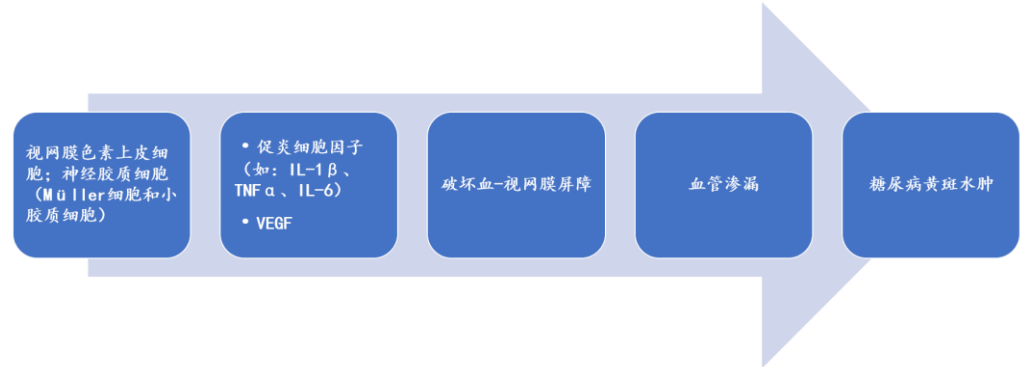 视网膜色素上皮细
胞；神经胶质细胞
（Müller细胞和小
胶质细胞）
• 促炎细胞因子
（如：IL-1β、
TNFα、IL-6）
• VEGF
破坏血-视网膜屏障
血管渗漏
糖尿病黄斑水肿